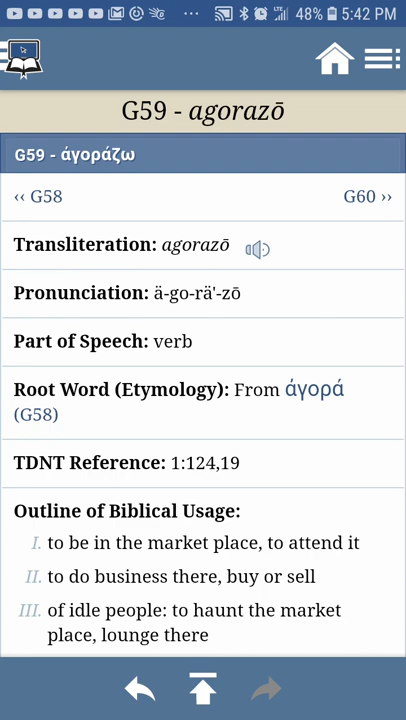 48% 5:42 PM
G59 - agorazō
G59 - ἀγοράζω
‹‹ G58 G60 ››
Transliteration: agorazō
Pronunciation: ä-go-rä'-zō
Part of Speech: verb
Root Word (Etymology): From ἀγορά
(G58)
TDNT Reference: 1:124,19
Outline of Biblical Usage:
I. to be in the market place, to attend it
II. to do business there, buy or sell
III. of idle people: to haunt the market
place, lounge there